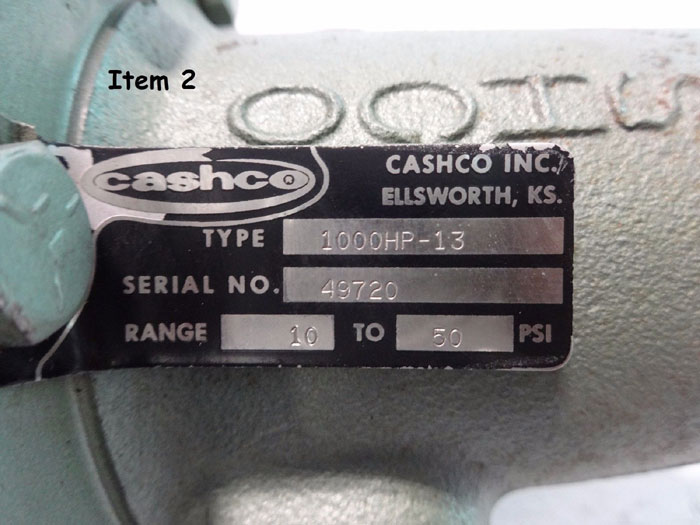 Item 2
cashco®
CASHCO INC.
ELLSWORTH, KS.
TYPE 1000HP-13
SERIAL NO. 49720
RANGE 10 TO 50 PSI